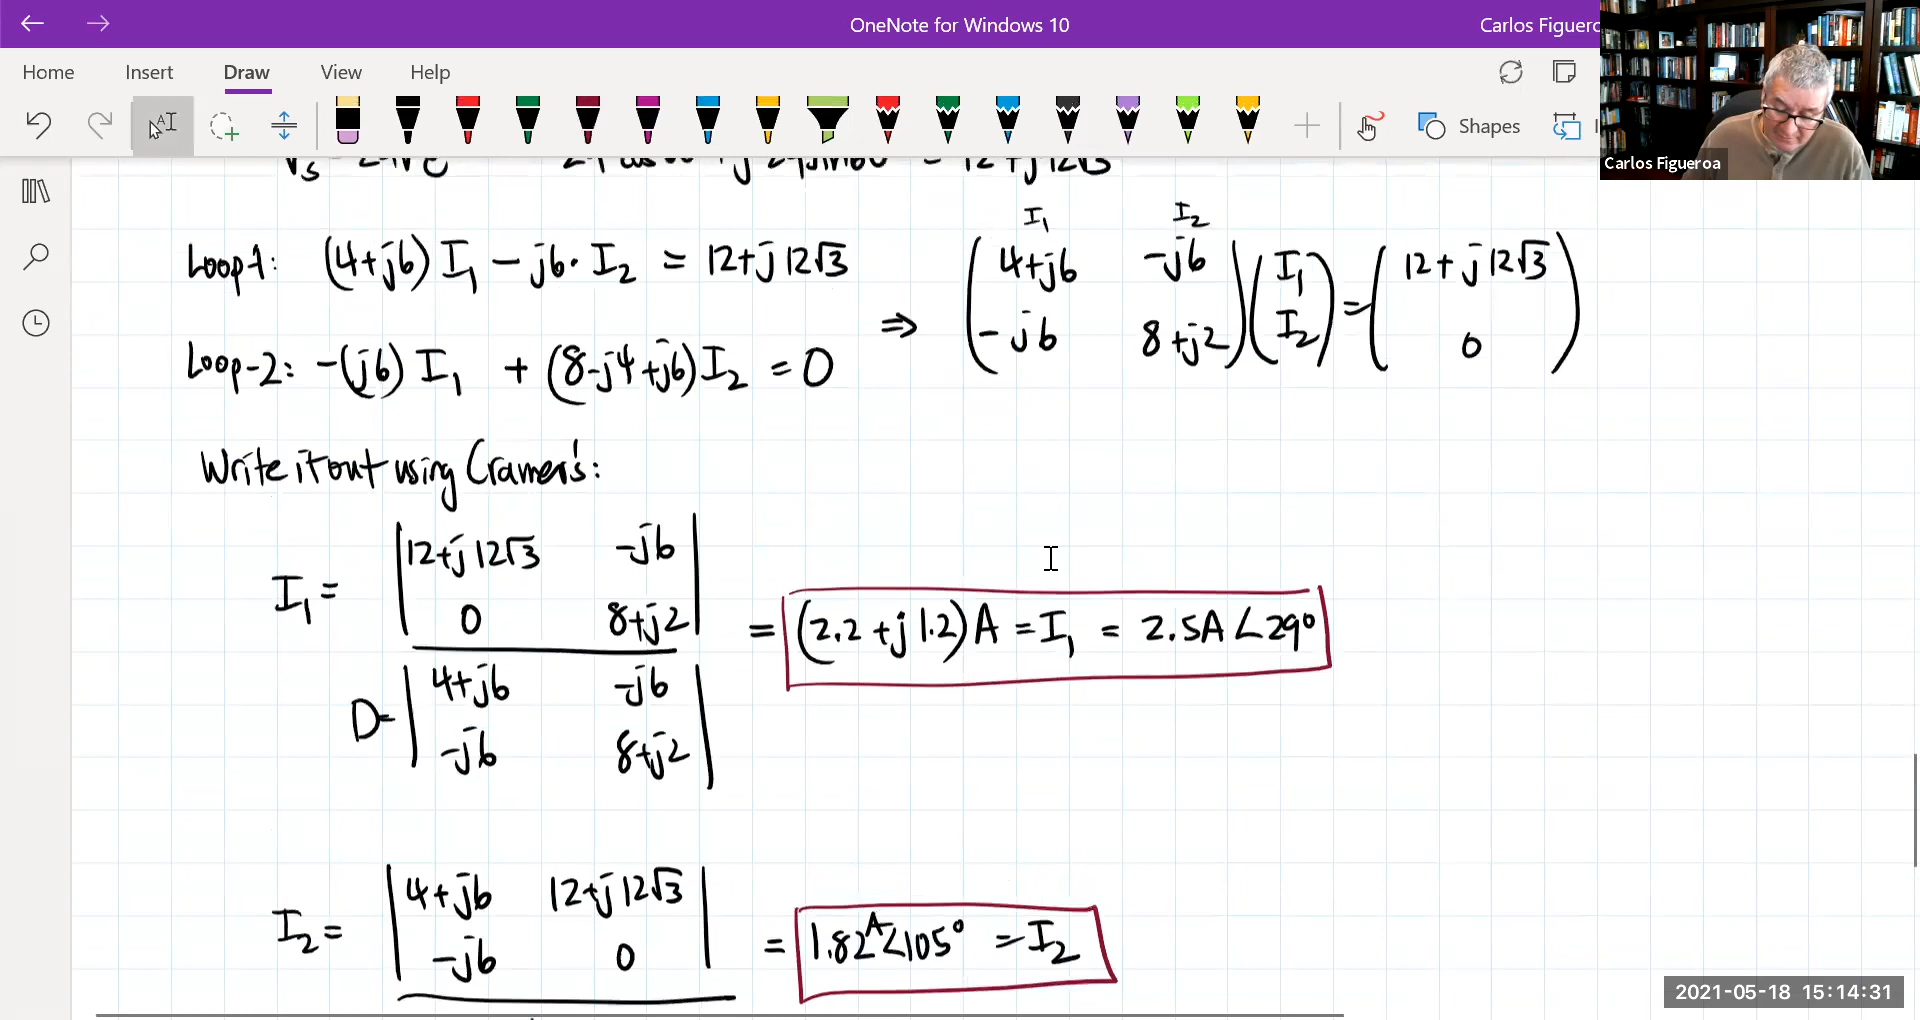 OneNote for Windows 10
Carlos Figuero
Home Insert Draw View Help
Shapes
Carlos Figueroa
= 12 + j 12√3
I₁ I₂
Loop 1: (4+j6) I₁ - j6 · I₂ = 12+j 12√3
⇒ (4+j6 -j6) (I₁) = (12 + j 12√3)
(-j6 8+j2) (I₂) (0)
Loop-2: -(j6) I₁ + (8-j4+j6) I₂ = 0
Write it out using Cramer's:
I₁ = |12+j 12√3 -j6|
|0 8+j2|
= (2.2 + j 1.2) A = I₁ = 2.5A ∠29°
D= |4+j6 -j6|
|-j6 8+j2|
I₂ = |4+j6 12+j 12√3|
|-j6 0|
= 1.82 A ∠105° = I₂
2021-05-18 15:14:31